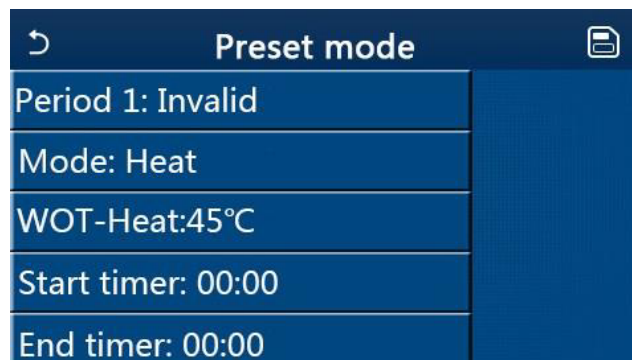 Preset mode
Period 1: Invalid
Mode: Heat
WOT-Heat:45℃
Start timer: 00:00
End timer: 00:00